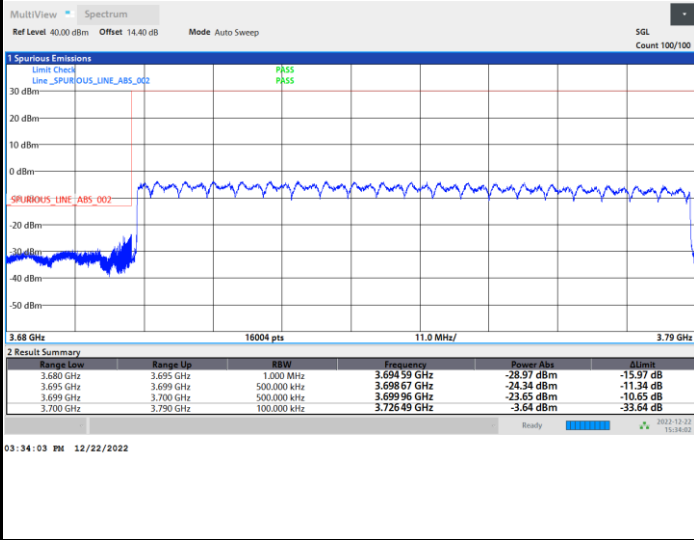 MultiView Spectrum
Ref Level 40.00 dBm Offset 14.40 dB Mode Auto Sweep SGL
Count 100/100
1 Spurious Emissions
Limit Check PASS
Line _SPURIOUS_LINE_ABS_002 PASS
30 dBm
20 dBm
10 dBm
0 dBm
_SPURIOUS_LINE_ABS_002
-20 dBm
-30 dBm
-40 dBm
-50 dBm
3.68 GHz 16004 pts 11.0 MHz/ 3.79 GHz
2 Result Summary
Range Low Range Up RBW Frequency Power Abs ΔLimit
3.680 GHz 3.695 GHz 1.000 MHz 3.694 59 GHz -28.97 dBm -15.97 dB
3.695 GHz 3.699 GHz 500.000 kHz 3.698 67 GHz -24.34 dBm -11.34 dB
3.699 GHz 3.700 GHz 500.000 kHz 3.699 96 GHz -23.65 dBm -10.65 dB
3.700 GHz 3.790 GHz 100.000 kHz 3.726 49 GHz -3.64 dBm -33.64 dB
Ready 2022-12-22
15:34:02
03:34:03 PM 12/22/2022